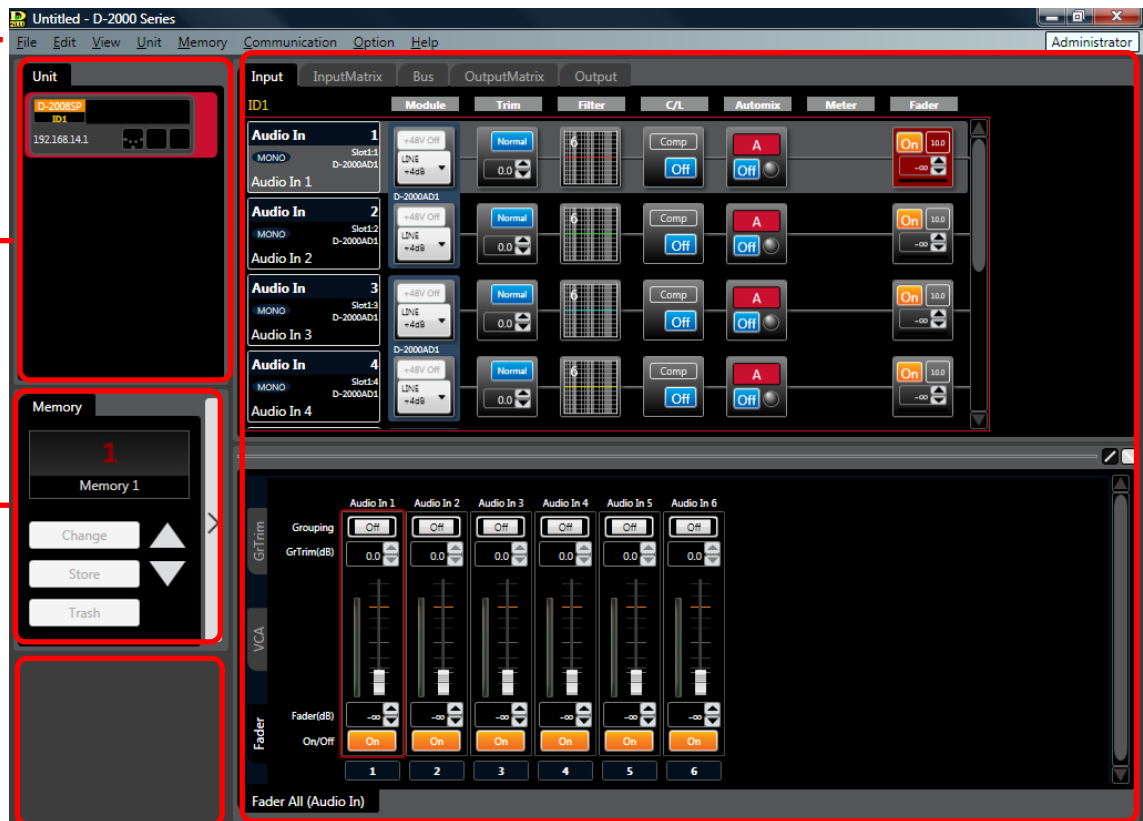 Untitled - D-2000 Series
File Edit View Unit Memory Communication Option Help Administrator
Unit
D-2008SP
ID1
192.168.14.1
Memory
1
Memory 1
Change
Store
Trash
Input InputMatrix Bus OutputMatrix Output
ID1 Module Trim Filter C/L Automix Meter Fader
Audio In 1
MONO Slot1:1
D-2000AD1
Audio In 1
+48V Off
LINE
+4dB
Normal
0.0
6
Comp
Off
A
Off
On 10.0
-∞
D-2000AD1
Audio In 2
MONO Slot1:2
D-2000AD1
Audio In 2
+48V Off
LINE
+4dB
Normal
0.0
6
Comp
Off
A
Off
On 10.0
-∞
Audio In 3
MONO Slot1:3
D-2000AD1
Audio In 3
+48V Off
LINE
+4dB
Normal
0.0
6
Comp
Off
A
Off
On 10.0
-∞
D-2000AD1
Audio In 4
MONO Slot1:4
D-2000AD1
Audio In 4
+48V Off
LINE
+4dB
Normal
0.0
6
Comp
Off
A
Off
On 10.0
-∞
GrTrim
VCA
Fader
Audio In 1 Audio In 2 Audio In 3 Audio In 4 Audio In 5 Audio In 6
Grouping Off Off Off Off Off Off
GrTrim(dB) 0.0 0.0 0.0 0.0 0.0 0.0
Fader(dB) -∞ -∞ -∞ -∞ -∞ -∞
On/Off On On On On On On
1 2 3 4 5 6
Fader All (Audio In)